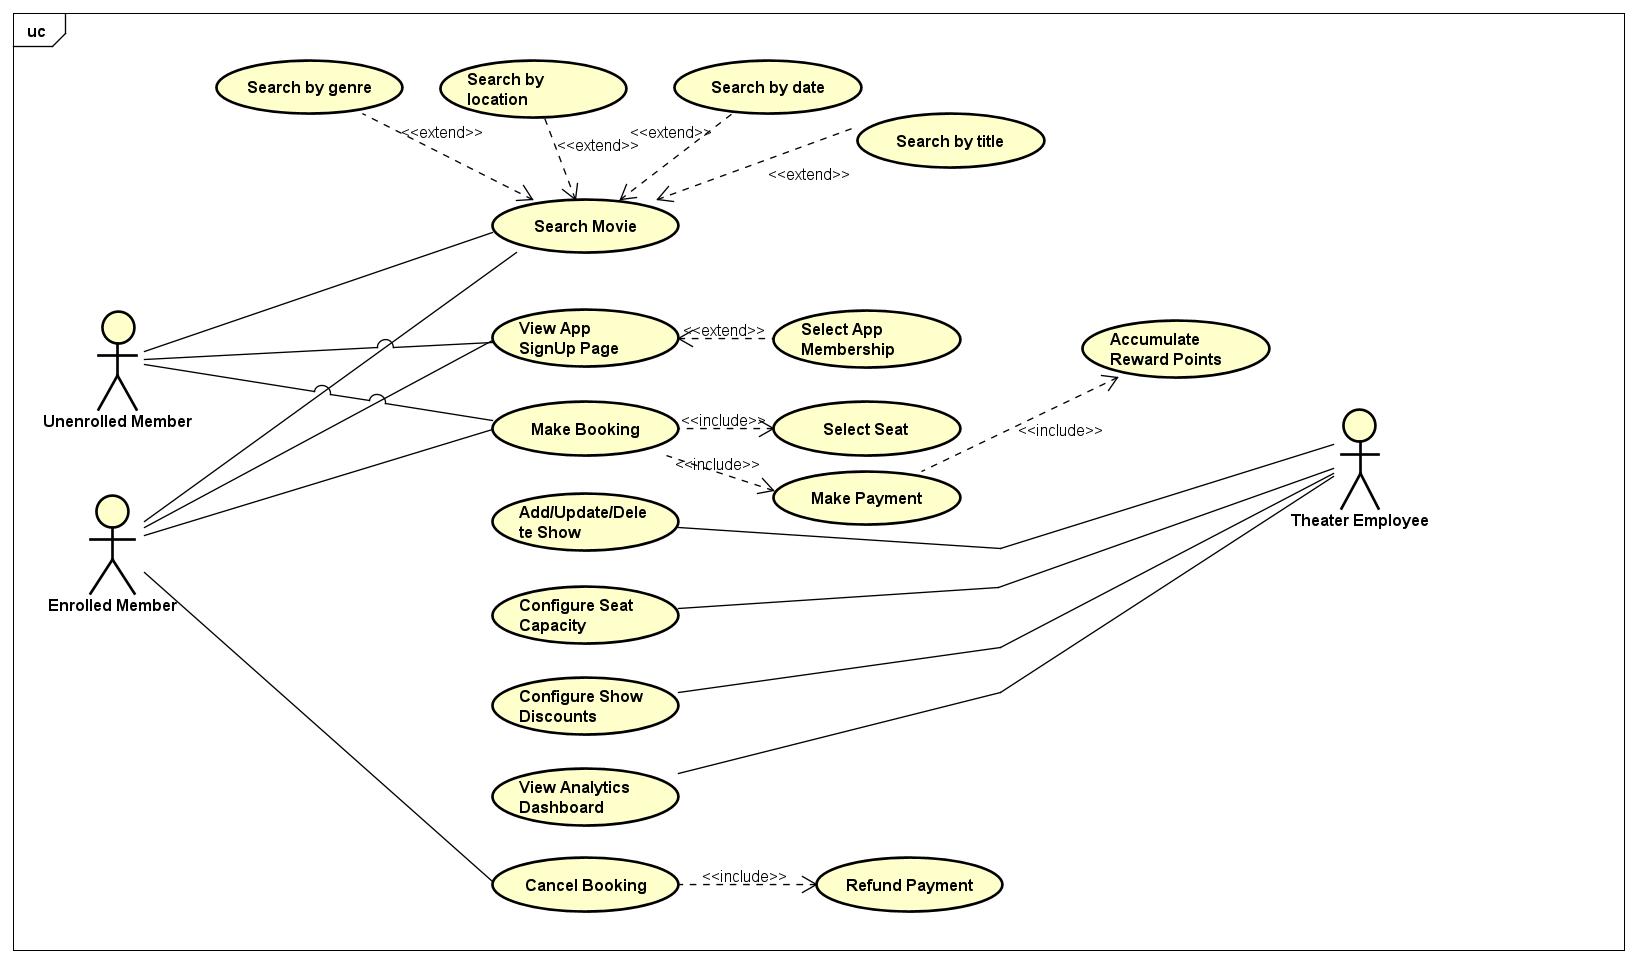 uc
Search by genre
Search by
location
Search by date
Search by title
<<extend>>
<<extend>>
<<extend>>
<<extend>>
Search Movie
Unenrolled Member
View App
SignUp Page
<<extend>>
Select App
Membership
Accumulate
Reward Points
Make Booking
<<include>>
Select Seat
<<include>>
<<include>>
Make Payment
Theater Employee
Enrolled Member
Add/Update/Dele
te Show
Configure Seat
Capacity
Configure Show
Discounts
View Analytics
Dashboard
Cancel Booking
<<include>>
Refund Payment